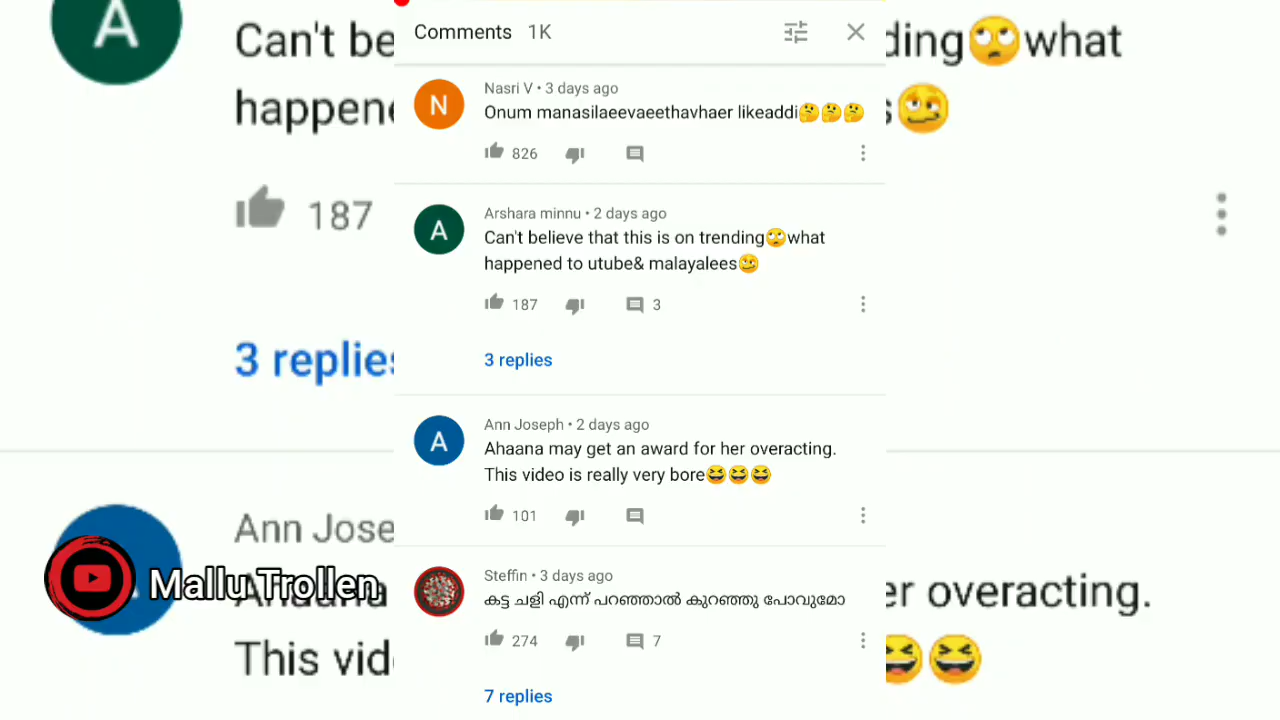 Can't be
ding🙄what
happene
s🥴
187
3 replies
Ann Jose
er overacting.
This vid
😆😆
A
Mallu Trollen
Comments 1K
N
Nasri V • 3 days ago
Onum manasilaeevaeethavhaer likeaddi🤔🤔🤔
826
A
Arshara minnu • 2 days ago
Can't believe that this is on trending🙄what
happened to utube& malayalees🥴
187 3
3 replies
A
Ann Joseph • 2 days ago
Ahaana may get an award for her overacting.
This video is really very bore😆😆😆
101
Steffin • 3 days ago
കട്ട ചളി എന്ന് പറഞ്ഞാൽ കുറഞ്ഞു പോവുമോ
274 7
7 replies